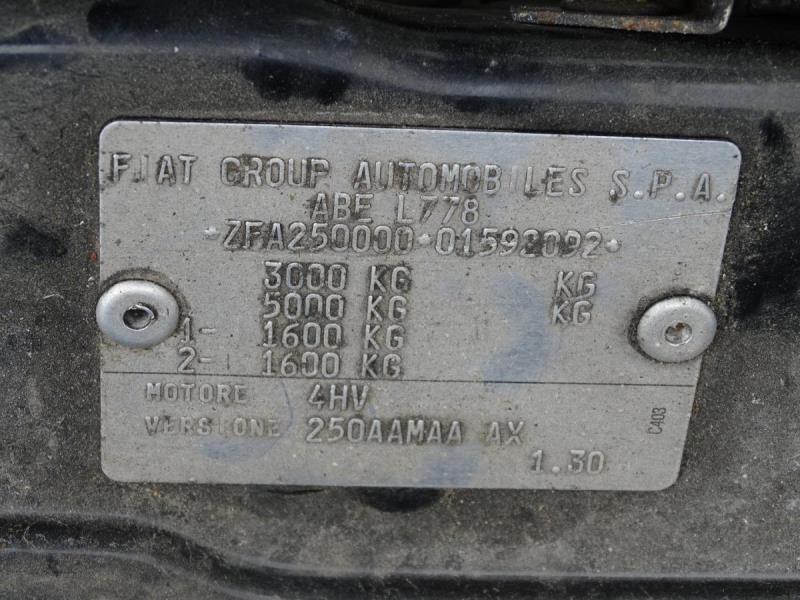 FIAT GROUP AUTOMOBILES S.P.A.
ABE L778
*ZFA250000*01592092*
3000 KG KG
5000 KG KG
1- 1600 KG
2- 1600 KG
MOTORE 4HV
VERSIONE 250AAMAA AX
1.30
C403